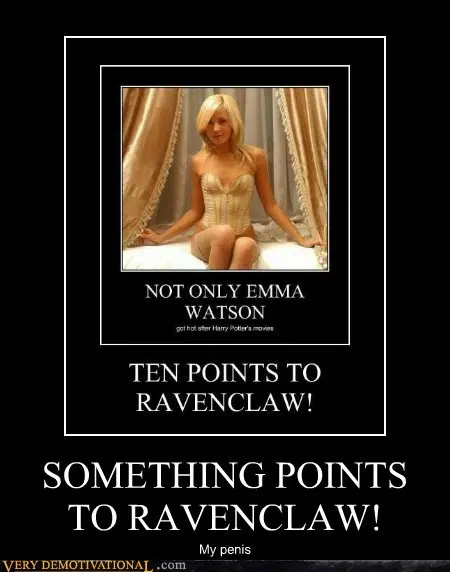 NOT ONLY EMMA
WATSON
got hot after Harry Potter's movies
TEN POINTS TO
RAVENCLAW!
SOMETHING POINTS
TO RAVENCLAW!
My penis
VERY DEMOTIVATIONAL.com